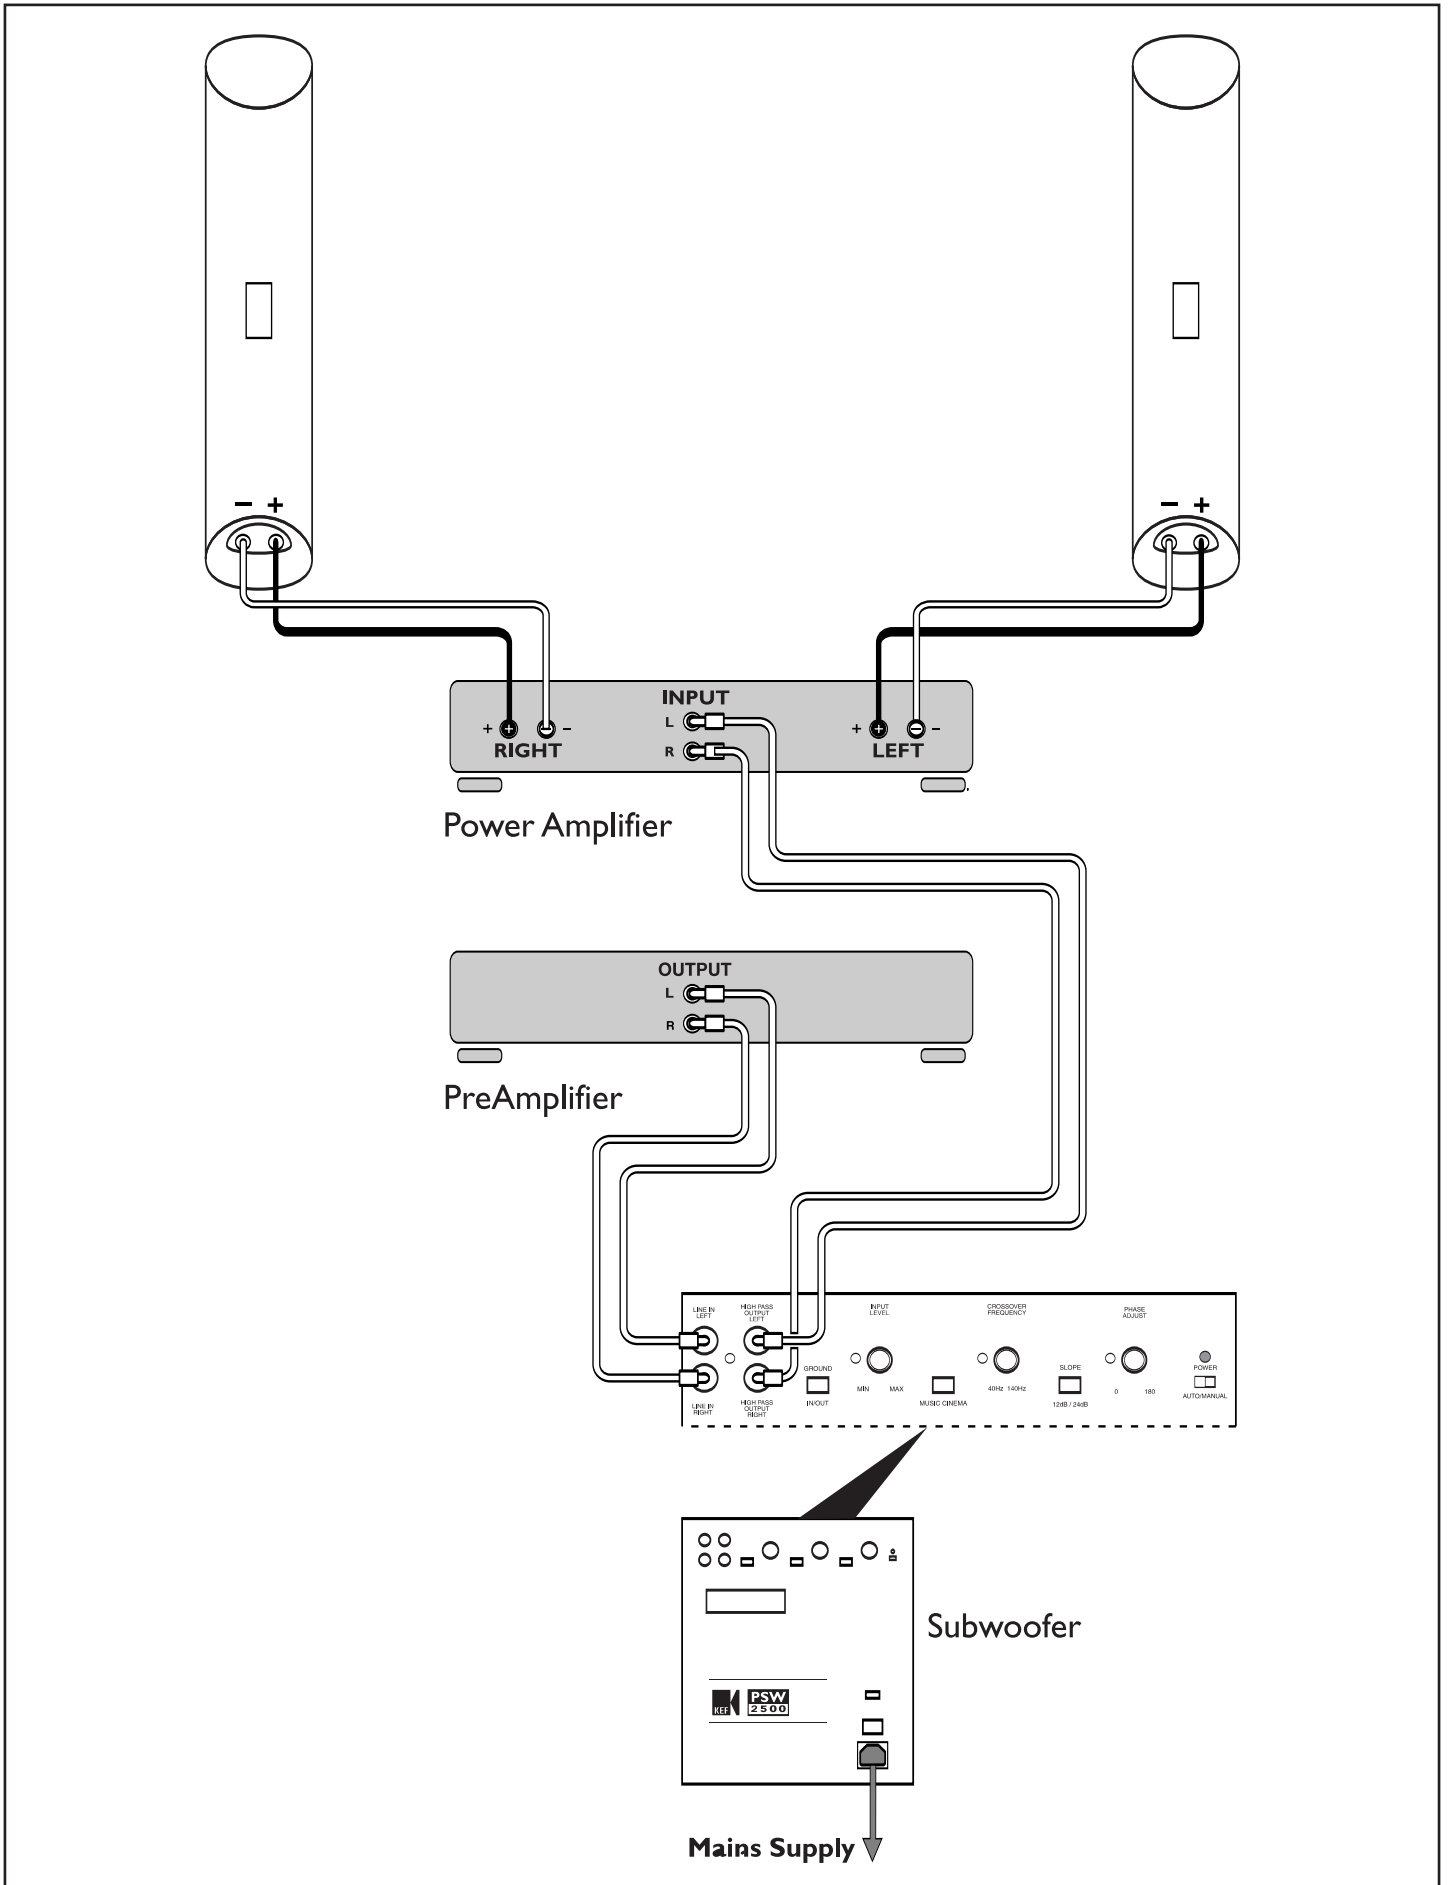 − +
− +
INPUT
L
+ − + −
RIGHT
R
LEFT
Power Amplifier
OUTPUT
L
R
PreAmplifier
LINE IN
LEFT
HIGH PASS
OUTPUT
LEFT
INPUT
LEVEL
CROSSOVER
FREQUENCY
PHASE
ADJUST
GROUND
SLOPE
POWER
MIN MAX
40Hz 140Hz
0 180
AUTO/MANUAL
LINE IN
RIGHT
HIGH PASS
OUTPUT
RIGHT
IN/OUT
MUSIC CINEMA
12dB / 24dB
Subwoofer
KEF
PSW
2500
Mains Supply